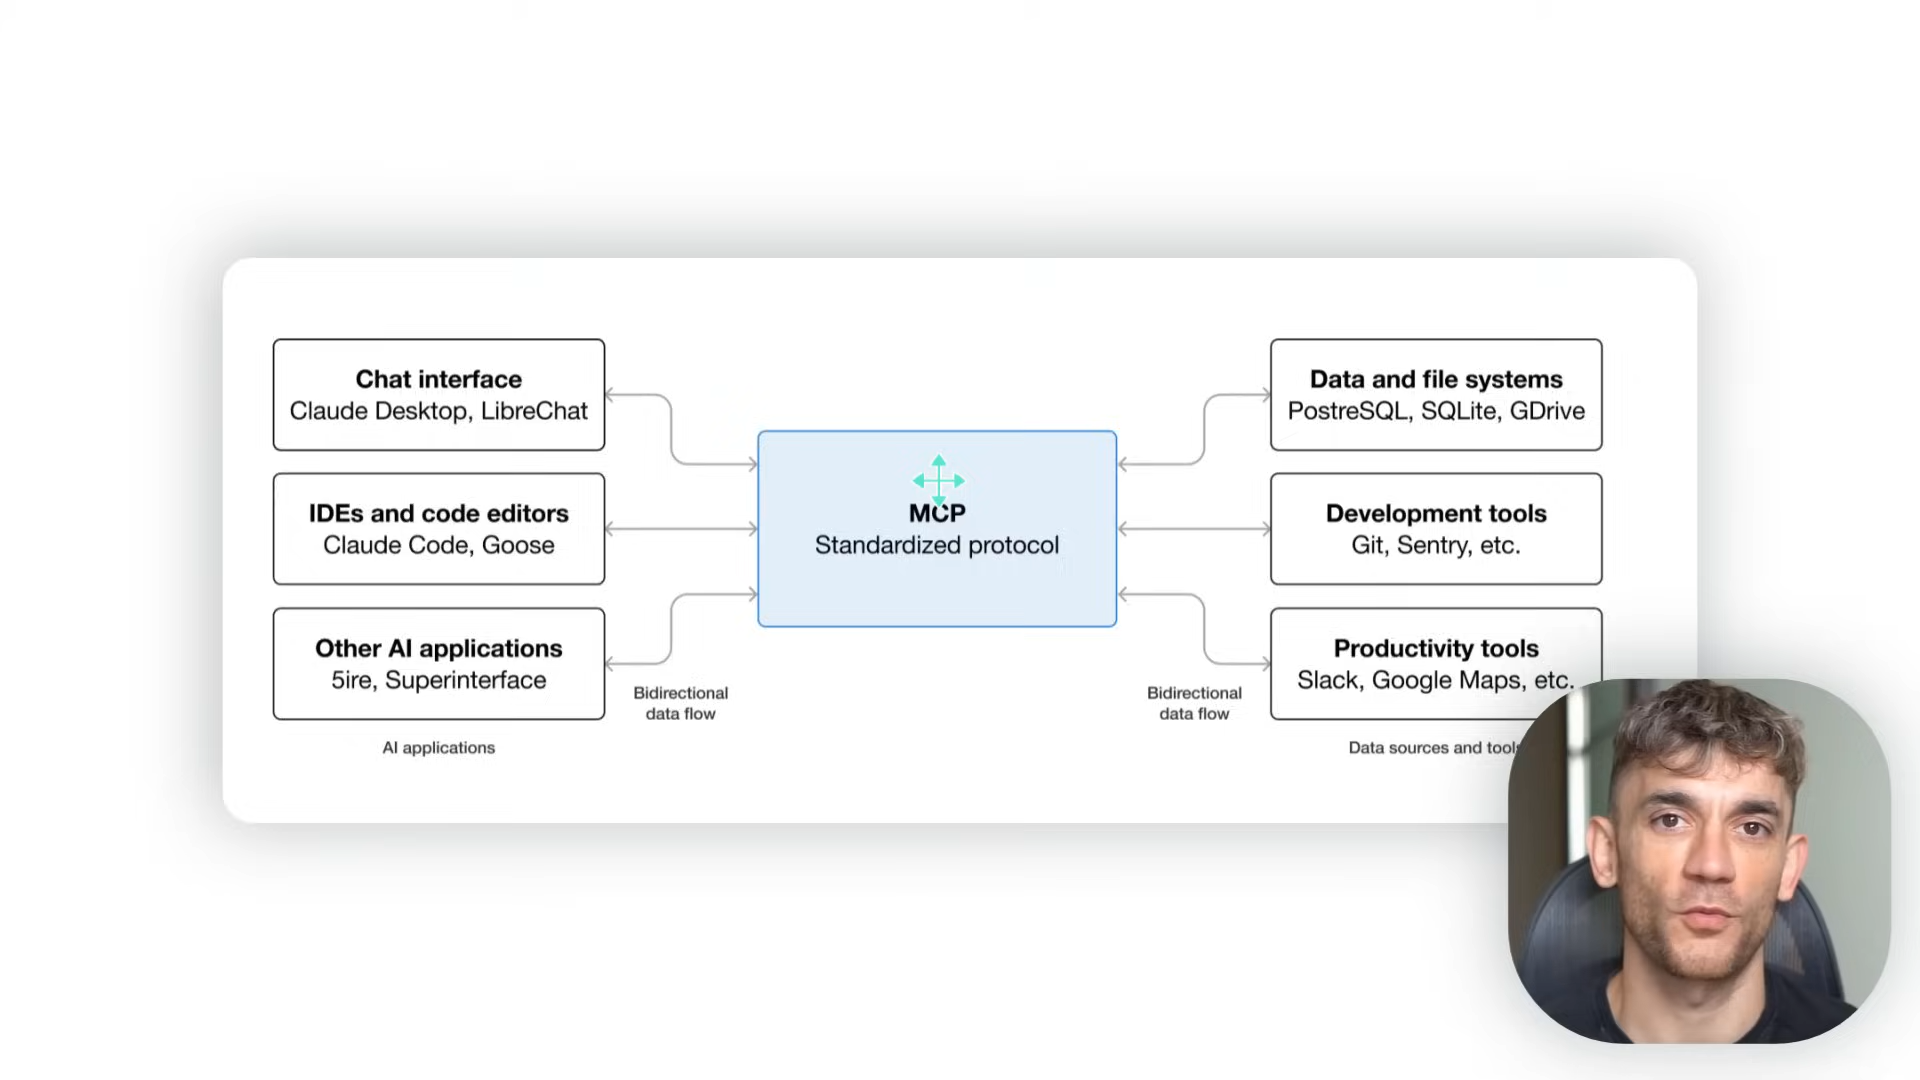 Chat interface
Claude Desktop, LibreChat
IDEs and code editors
Claude Code, Goose
Other AI applications
5ire, Superinterface
AI applications
Bidirectional
data flow
MCP
Standardized protocol
Bidirectional
data flow
Data and file systems
PostreSQL, SQLite, GDrive
Development tools
Git, Sentry, etc.
Productivity tools
Slack, Google Maps, etc.
Data sources and tools